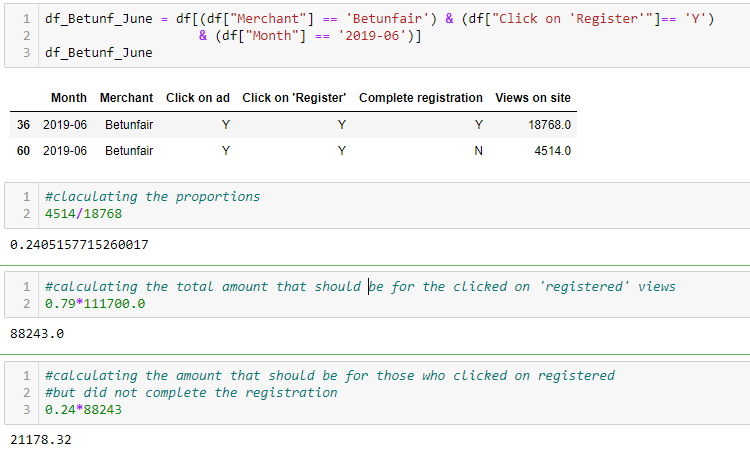 1 df_Betunf_June = df[(df["Merchant"] == 'Betunfair') & (df["Click on 'Register'"]== 'Y')
2 & (df["Month"] == '2019-06')]
3 df_Betunf_June
Month Merchant Click on ad Click on 'Register' Complete registration Views on site
36 2019-06 Betunfair Y Y Y 18768.0
60 2019-06 Betunfair Y Y N 4514.0
1 #claculating the proportions
2 4514/18768
0.2405157715260017
1 #calculating the total amount that should be for the clicked on 'registered' views
2 0.79*111700.0
88243.0
1 #calculating the amount that should be for those who clicked on registered
2 #but did not complete the registration
3 0.24*88243
21178.32